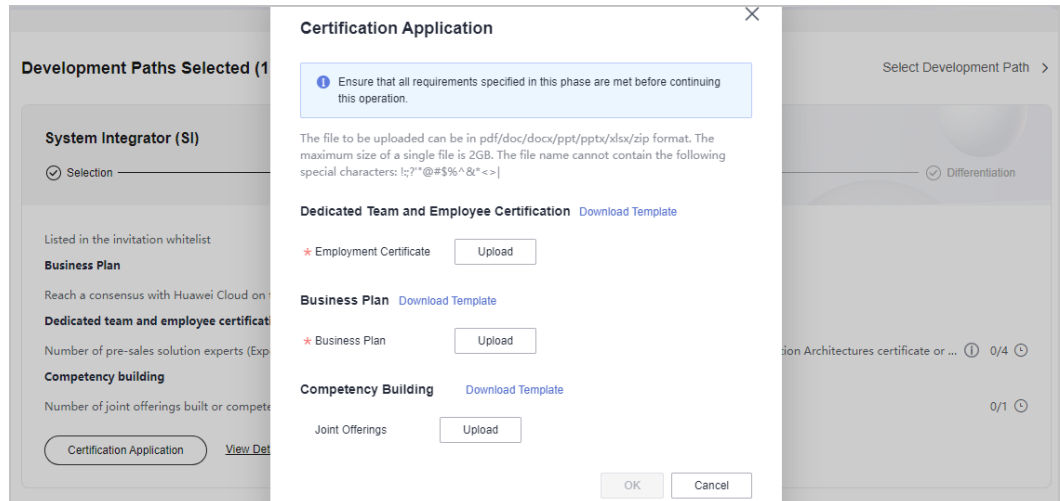 Certification Application
Ensure that all requirements specified in this phase are met before continuing
this operation.
The file to be uploaded can be in pdf/doc/docx/ppt/pptx/xlsx/zip format. The
maximum size of a single file is 2GB. The file name cannot contain the following
special characters: !:;?'"@#$%^&*<>|
Dedicated Team and Employee Certification Download Template
* Employment Certificate Upload
Business Plan Download Template
* Business Plan Upload
Competency Building Download Template
Joint Offerings Upload
OK Cancel
Development Paths Selected (1
Select Development Path >
System Integrator (SI)
Selection
Differentiation
Listed in the invitation whitelist
Business Plan
Reach a consensus with Huawei Cloud on
Dedicated team and employee
Number of pre-sales solution experts
Architectures certificate or ... 0/4
Competency building
Number of joint offerings built or
0/1
Certification Application View